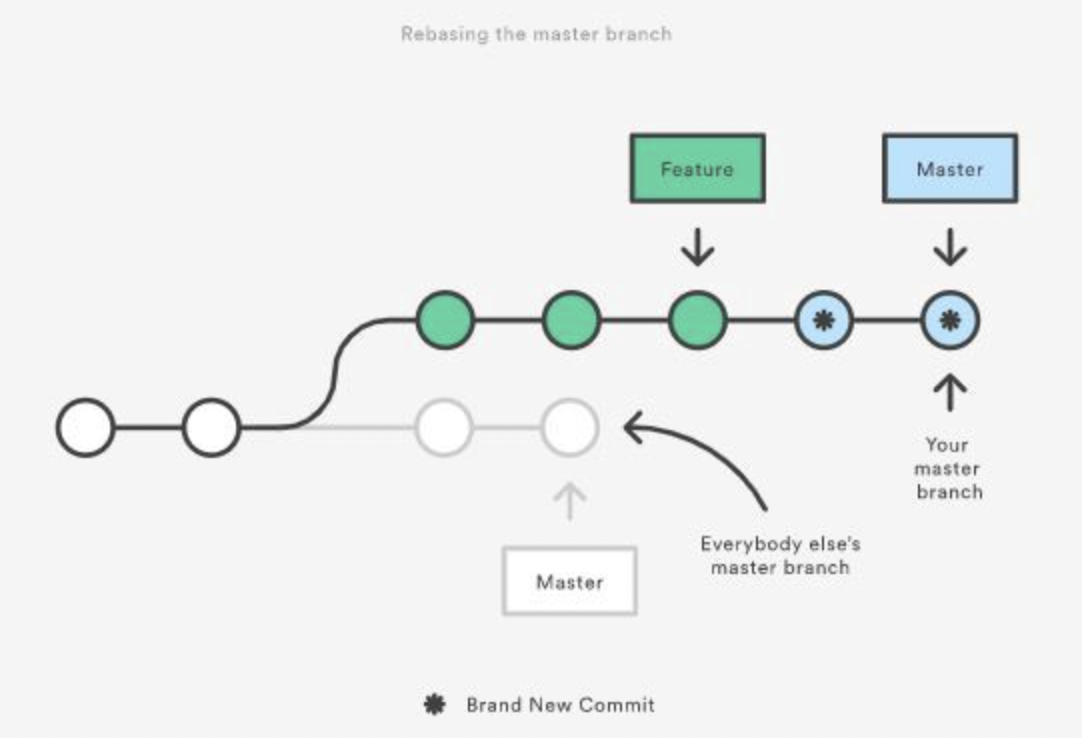 Rebasing the master branch
Feature
Master
Your
master
branch
Everybody else's
master branch
Master
Brand New Commit